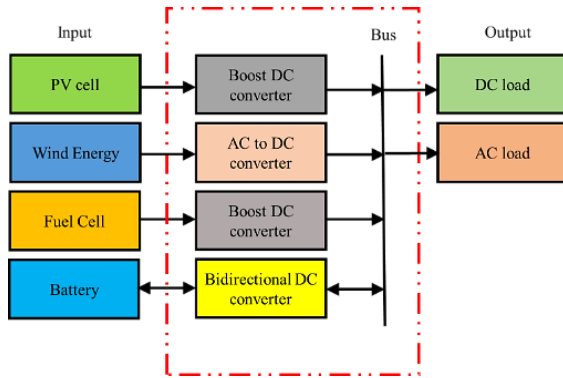 Input
Bus
Output
PV cell
Boost DC
converter
DC load
Wind Energy
AC to DC
converter
AC load
Fuel Cell
Boost DC
converter
Battery
Bidirectional DC
converter